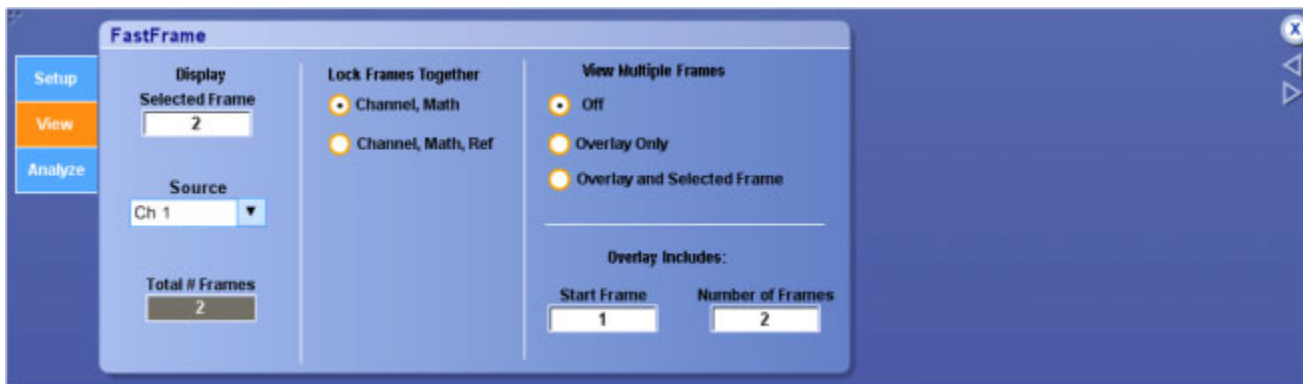 FastFrame
Setup
View
Analyze
Display
Selected Frame
2
Source
Ch 1
Total # Frames
2
Lock Frames Together
Channel, Math
Channel, Math, Ref
View Multiple Frames
Off
Overlay Only
Overlay and Selected Frame
Overlay Includes:
Start Frame
1
Number of Frames
2
X